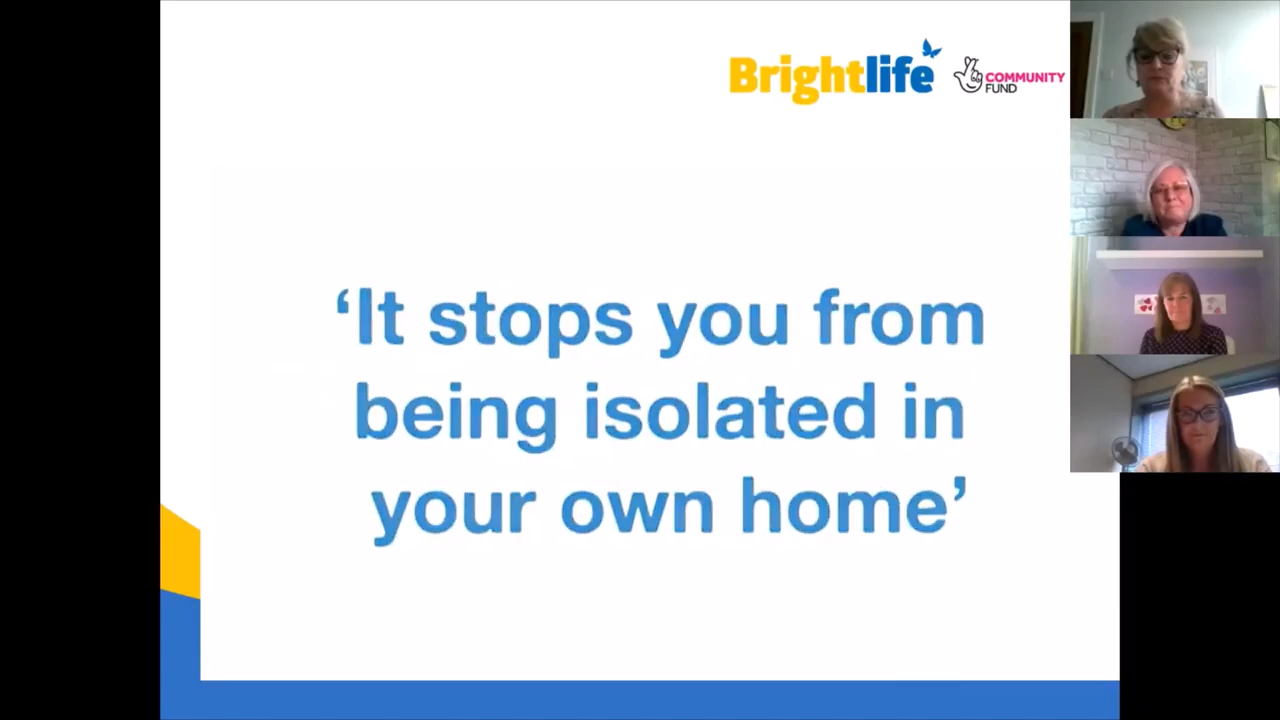 Brightlife
COMMUNITY
FUND
‘It stops you from
being isolated in
your own home’